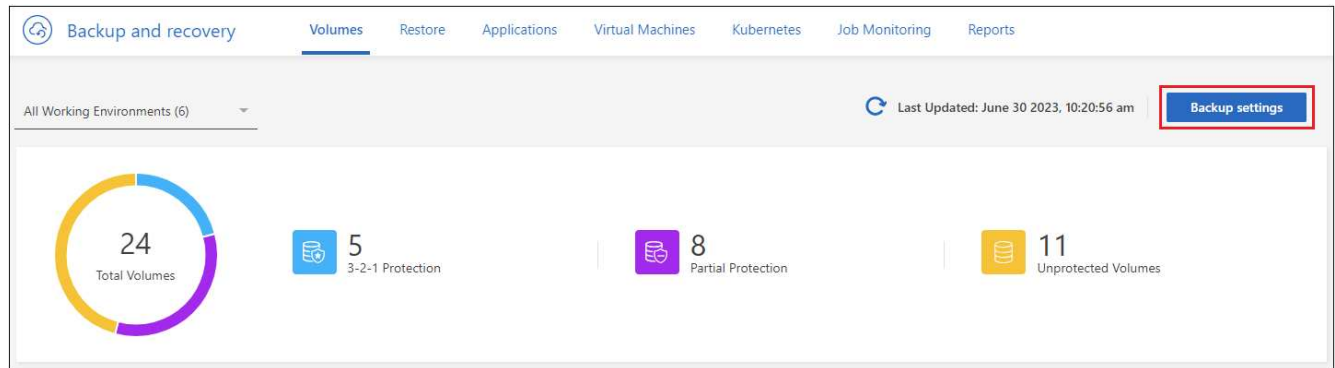 Backup and recovery Volumes Restore Applications Virtual Machines Kubernetes Job Monitoring Reports
All Working Environments (6) Last Updated: June 30 2023, 10:20:56 am Backup settings
24
Total Volumes
5
3-2-1 Protection
8
Partial Protection
11
Unprotected Volumes